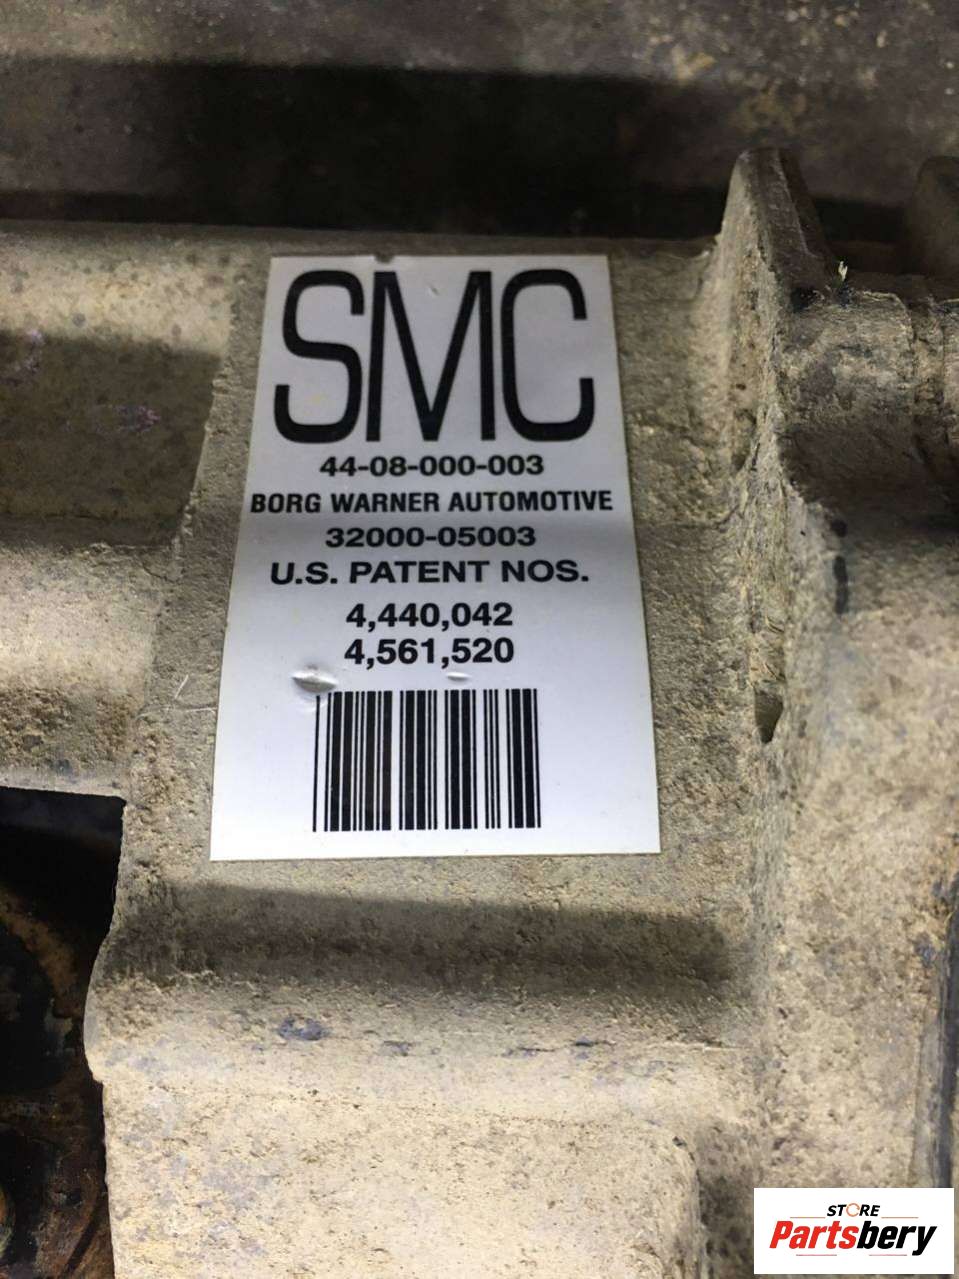 SMC
44-08-000-003
BORG WARNER AUTOMOTIVE
32000-05003
U.S. PATENT NOS.
4,440,042
4,561,520
STORE
Partsbery